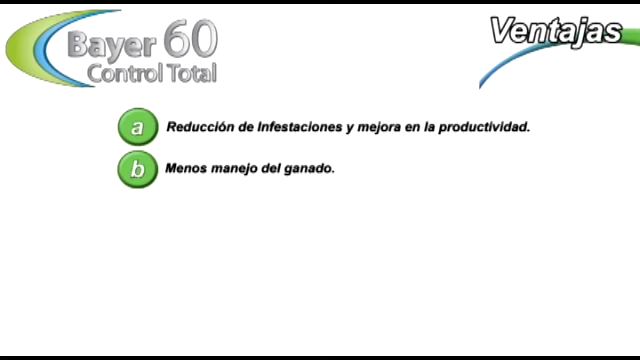 Bayer 60
Control Total
Ventajas
a Reducción de Infestaciones y mejora en la productividad.
b Menos manejo del ganado.